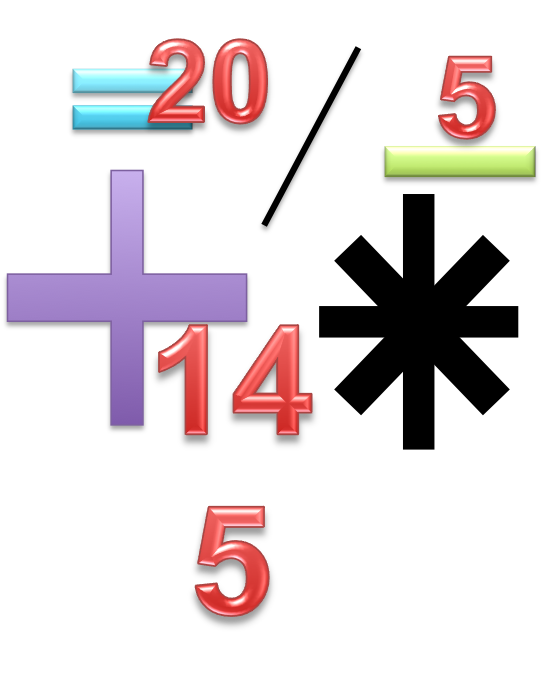 =20 / 5
–
+ 14 *
5